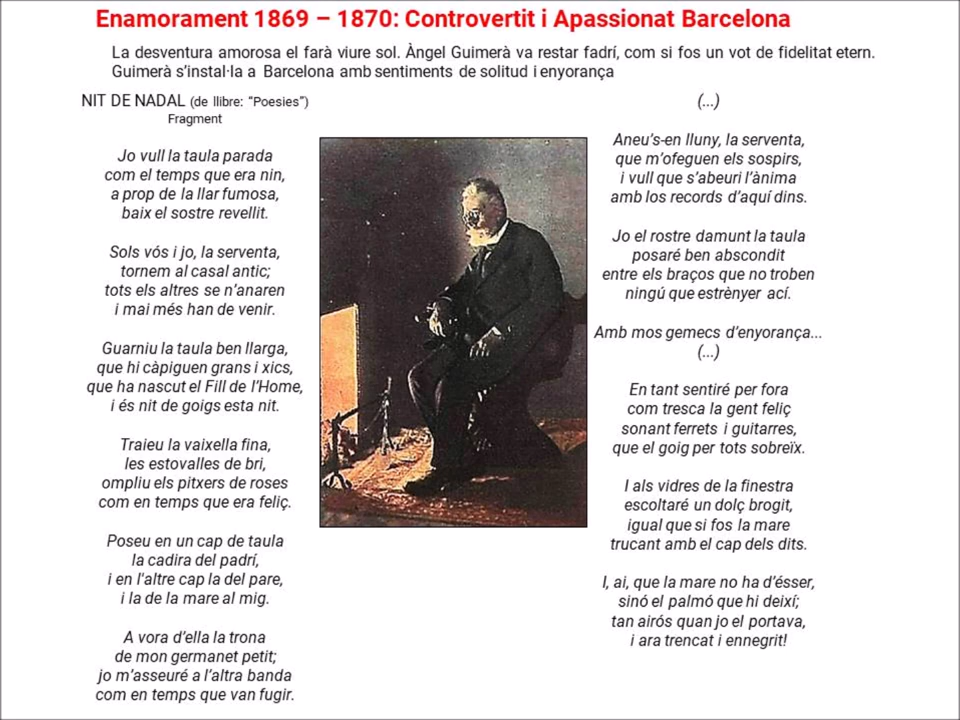 Enamorament 1869 – 1870: Controvertit i Apassionat Barcelona
La desventura amorosa el farà viure sol. Àngel Guimerà va restar fadrí, com si fos un vot de fidelitat etern.
Guimerà s’instal·la a Barcelona amb sentiments de solitud i enyorança
NIT DE NADAL (de llibre: “Poesies”)
Fragment
Jo vull la taula parada
com el temps que era nin,
a prop de la llar fumosa,
baix el sostre revellit.
Sols vós i jo, la serventa,
tornem al casal antic;
tots els altres se n’anaren
i mai més han de venir.
Guarniu la taula ben llarga,
que hi càpiguen grans i xics,
que ha nascut el Fill de l’Home,
i és nit de goigs esta nit.
Traieu la vaixella fina,
les estovalles de bri,
ompliu els pitxers de roses
com en temps que era feliç.
Poseu en un cap de taula
la cadira del padrí,
i en l'altre cap la del pare,
i la de la mare al mig.
A vora d’ella la trona
de mon germanet petit;
jo m’asseuré a l’altra banda
com en temps que van fugir.
(...)
Aneu’s-en lluny, la serventa,
que m’ofeguen els sospirs,
i vull que s’abeuri l’ànima
amb los records d’aquí dins.
Jo el rostre damunt la taula
posaré ben abscondit
entre els braços que no troben
ningú que estrènyer ací.
Amb mos gemecs d’enyorança...
(...)
En tant sentiré per fora
com tresca la gent feliç
sonant ferrets i guitarres,
que el goig per tots sobreïx.
I als vidres de la finestra
escoltaré un dolç brogit,
igual que si fos la mare
trucant amb el cap dels dits.
I, ai, que la mare no ha d’ésser,
sinó el palmó que hi deixí;
tan airós quan jo el portava,
i ara trencat i ennegrit!